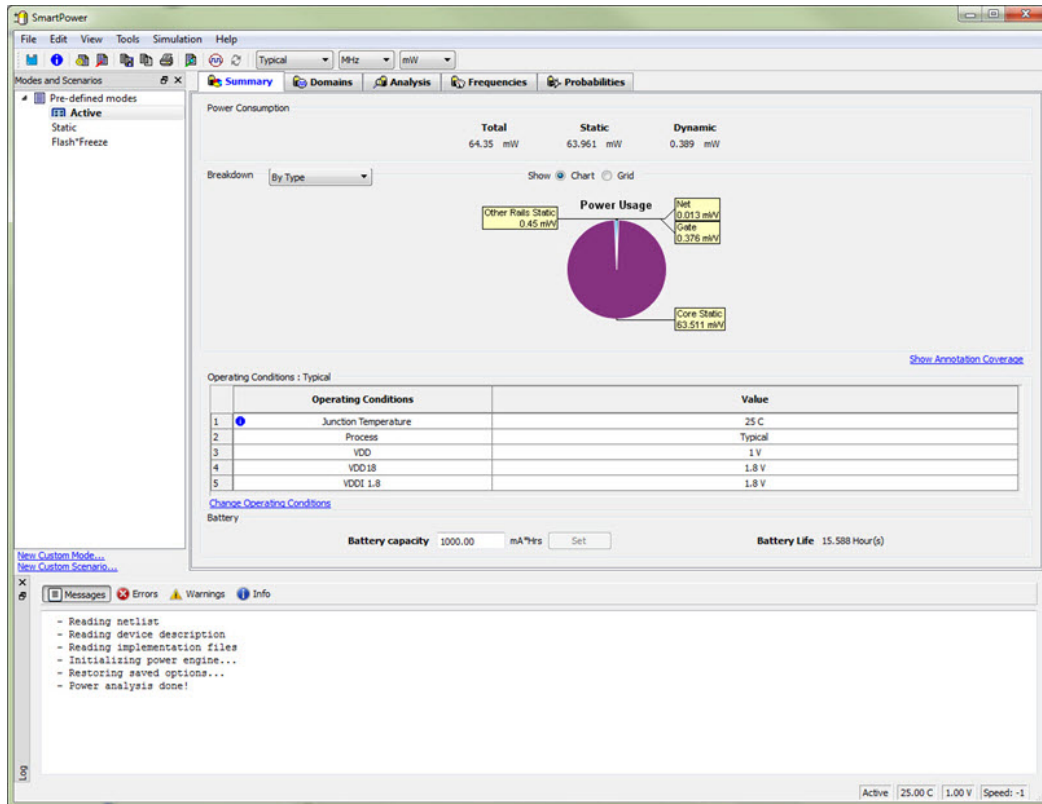 SmartPower
File Edit View Tools Simulation Help
Typical MHz mW
Modes and Scenarios
Pre-defined modes
Active
Static
Flash*Freeze
New Custom Mode...
New Custom Scenario...
Summary Domains Analysis Frequencies Probabilities
Power Consumption
Total Static Dynamic
64.35 mW 63.961 mW 0.389 mW
Breakdown By Type Show Chart Grid
Power Usage
Other Rails Static
0.45 mW
Net
0.013 mW
Gate
0.376 mW
Core Static
63.511 mW
Show Annotation Coverage
Operating Conditions : Typical
Operating Conditions Value
1 Junction Temperature 25 C
2 Process Typical
3 VDD 1 V
4 VDD18 1.8 V
5 VDDI 1.8 1.8 V
Change Operating Conditions
Battery
Battery capacity 1000.00 mA*Hrs Set Battery Life 15.588 Hour(s)
Messages Errors Warnings Info
- Reading netlist
- Reading device description
- Reading implementation files
- Initializing power engine...
- Restoring saved options...
- Power analysis done!
Log
Active 25.00 C 1.00 V Speed: -1